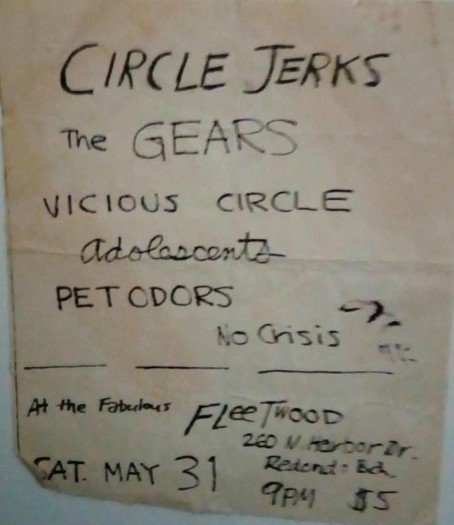 CIRCLE JERKS
The GEARS
VICIOUS CIRCLE
adolescents
PET ODORS
No Crisis
At the Fabulous FLEETWOOD
260 N. Harbor Dr.
Redondo Bch.
SAT. MAY 31
9PM $5